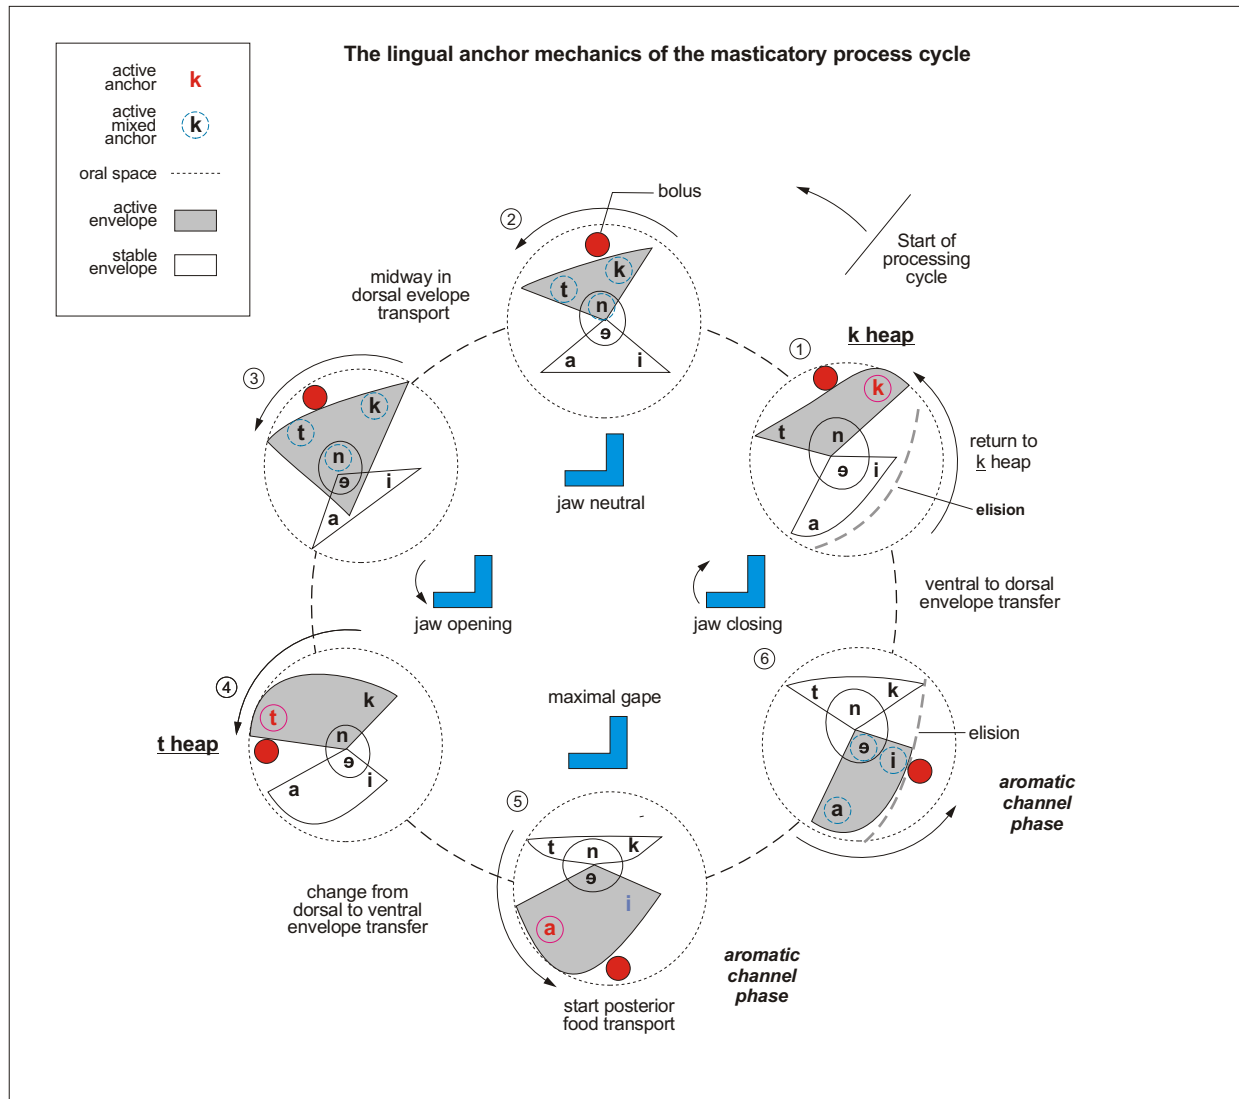 The lingual anchor mechanics of the masticatory process cycle
active
anchor
k
active
mixed
anchor
k
oral space
active
envelope
stable
envelope
bolus
Start of
processing
cycle
2
midway in
dorsal evelope
transport
t
k
n
ɘ
a
i
1
k heap
k
t
n
ɘ
i
a
return to
k heap
elision
3
k
t
n
ɘ
i
a
jaw neutral
jaw opening
jaw closing
ventral to dorsal
envelope transfer
4
t heap
k
t
n
ɘ
i
a
maximal gape
6
t
k
n
ɘ
i
a
elision
aromatic
channel
phase
5
t
n
k
ɘ
i
a
change from
dorsal to ventral
envelope transfer
aromatic
channel
phase
start posterior
food transport